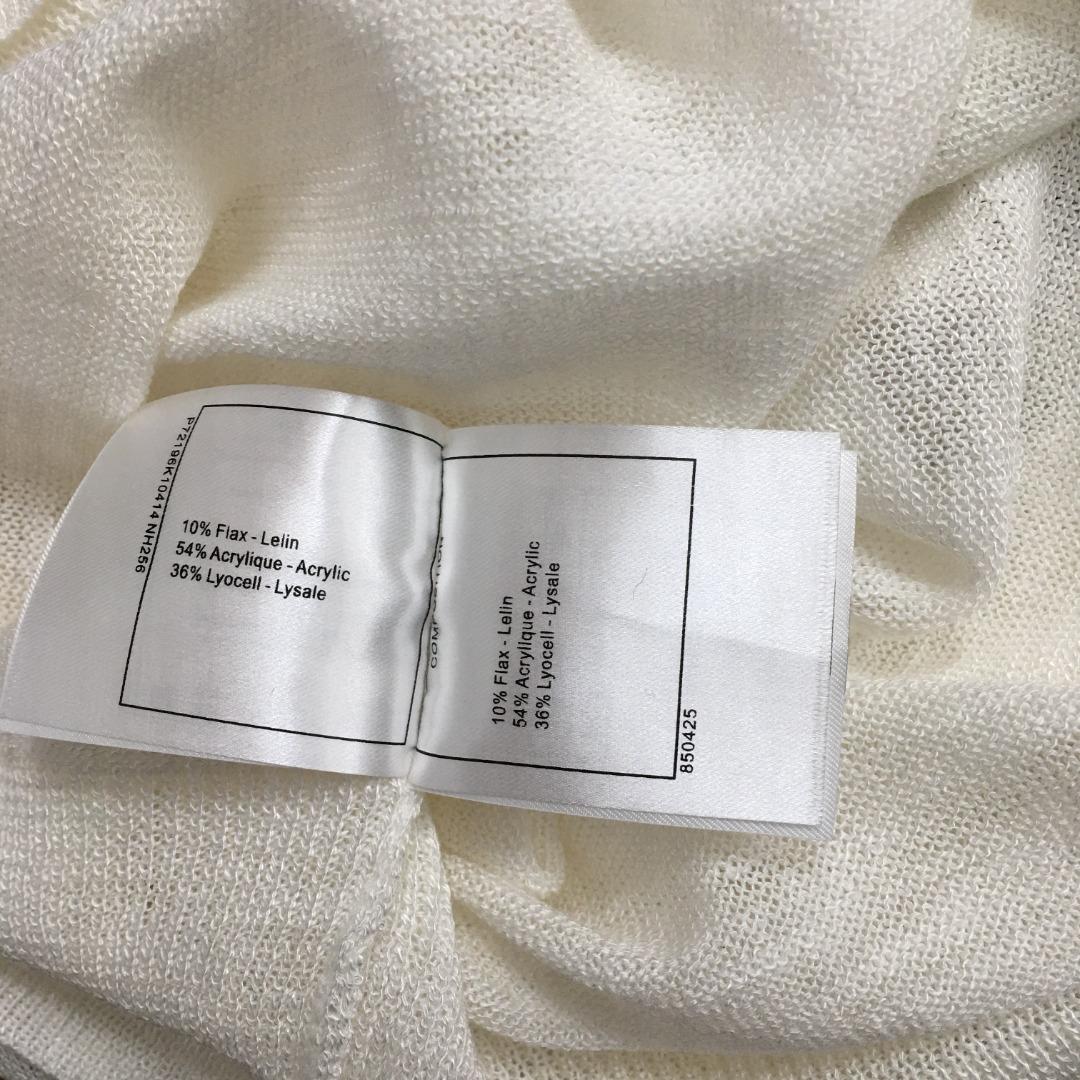 P72196K10414 NH256
10% Flax - Lelin
54% Acrylique - Acrylic
36% Lyocell - Lysale
10% Flax - Lelin
54% Acrylique - Acrylic
36% Lyocell - Lysale
850425